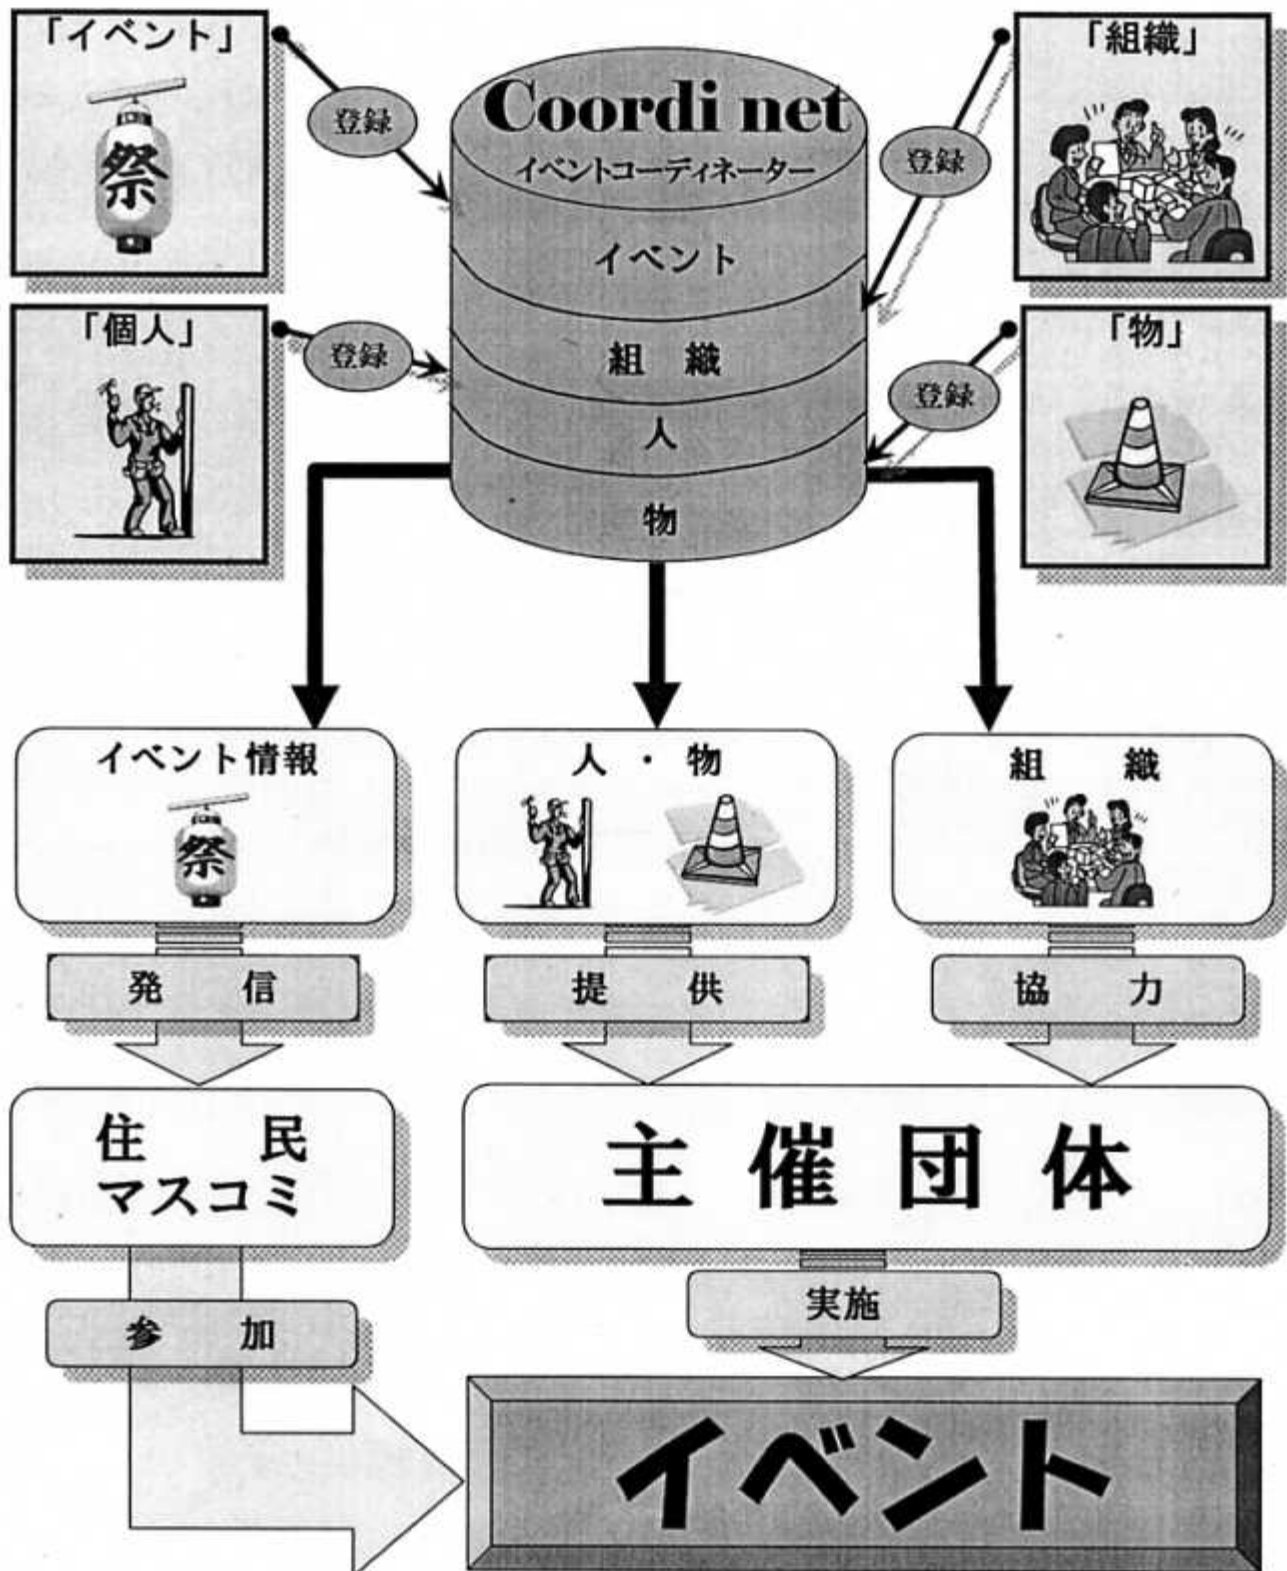 「イベント」
祭
登録
「個人」
登録
Coordi net
イベントコーディネーター
イベント
組 織
人
物
「組織」
登録
「物」
登録
イベント情報
祭
人 ・ 物
組 織
発 信
提 供
協 力
住 民
マスコミ
主 催 団 体
参 加
実施
イベント